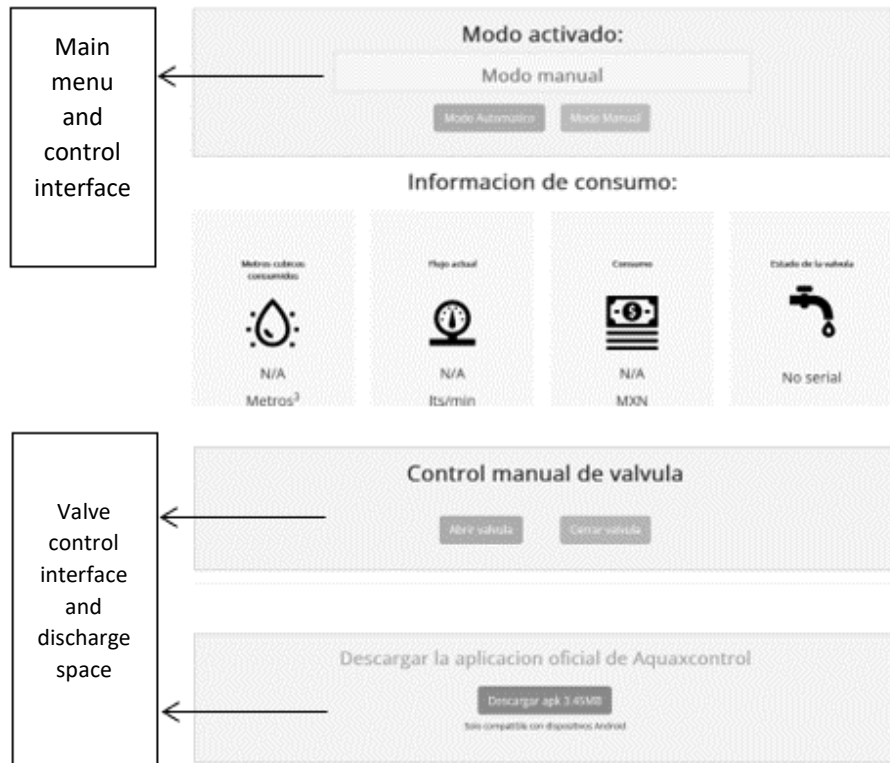 Main
menu
and
control
interface
Modo activado:
Modo manual
Modo Automatico Modo Manual
Informacion de consumo:
Metros cubicos
consumidos
N/A
Metros³
Flujo actual
N/A
lts/min
Consumo
N/A
MXN
Estado de la valvula
No serial
Valve
control
interface
and
discharge
space
Control manual de valvula
Abrir valvula Cerrar valvula
Descargar la aplicacion oficial de Aquaxcontrol
Descargar apk 3.45MB
Solo compatible con dispositivos Android